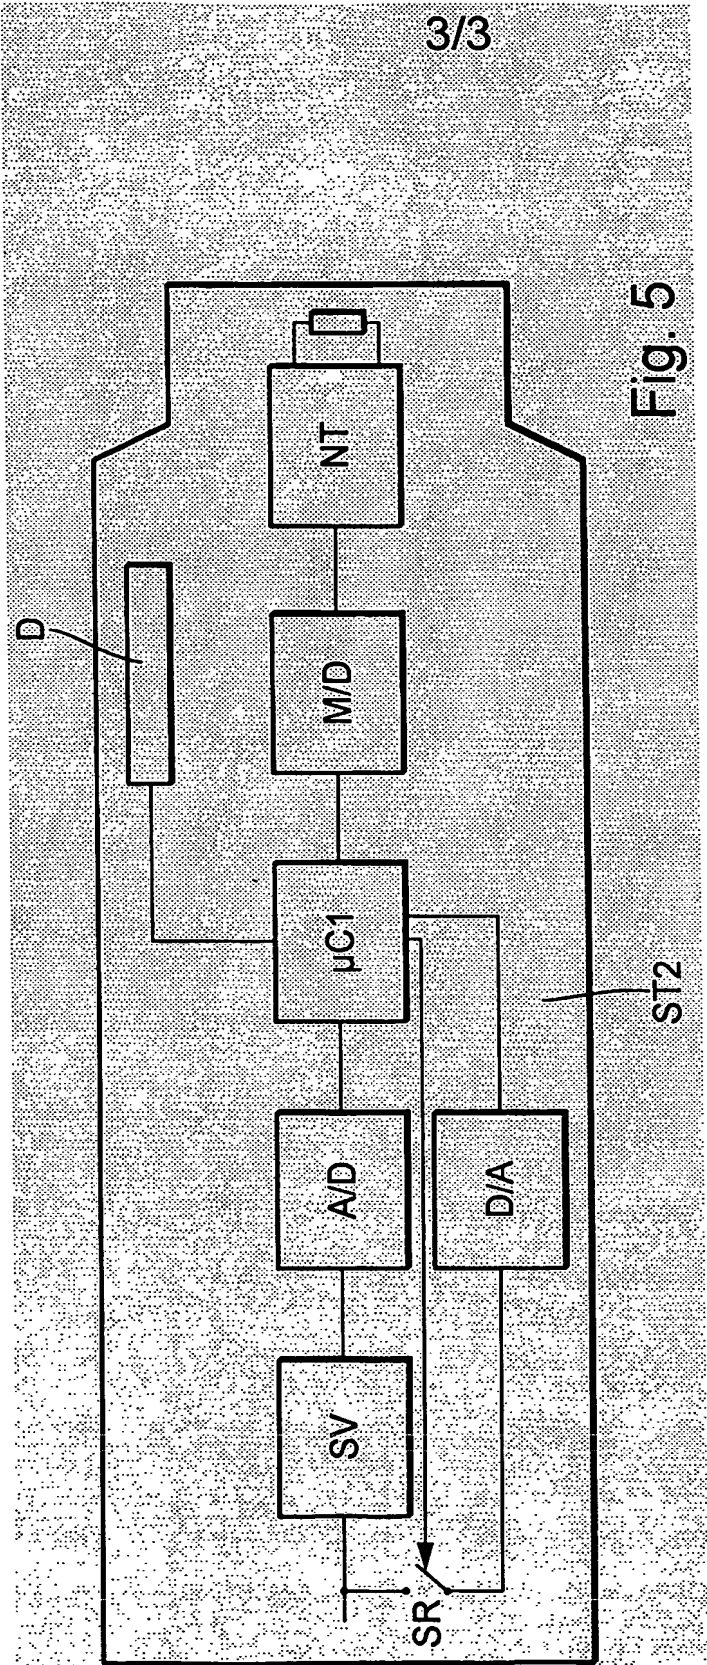 3/3
Fig. 5
D
NT
M/D
µC1
A/D
SV
D/A
SR
ST2